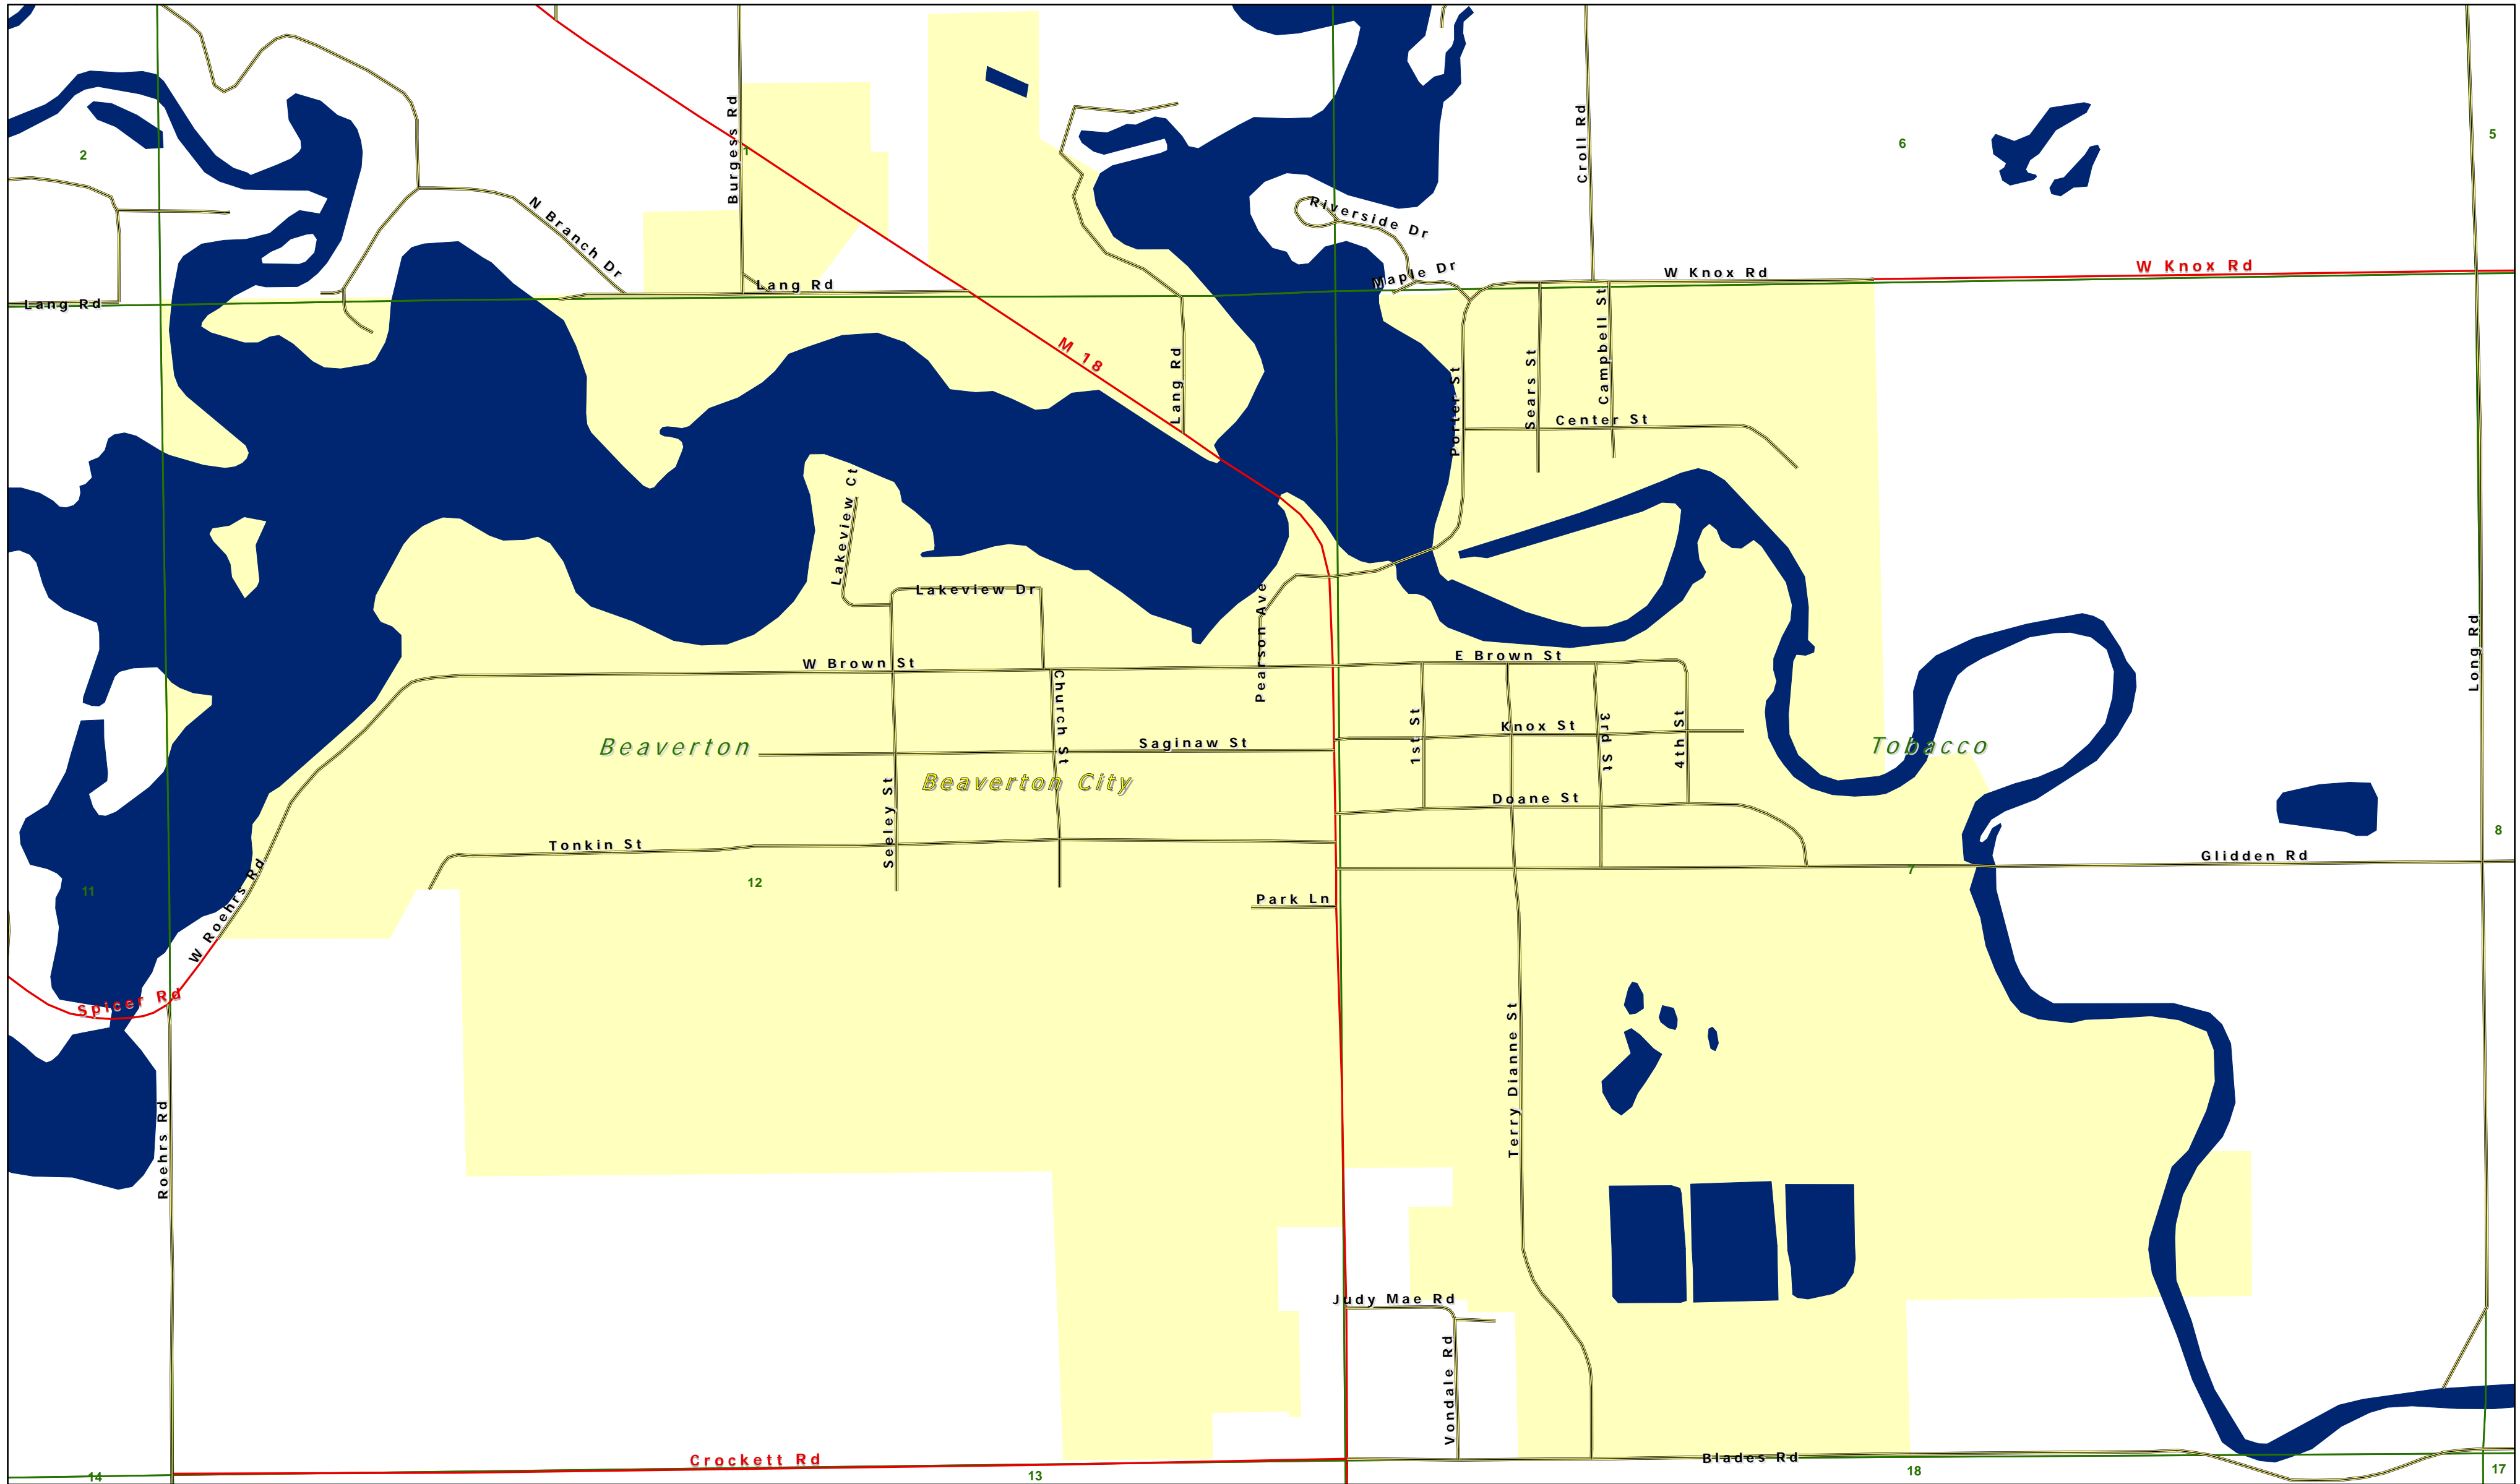 2
1
6
5
Burgess Rd
Croll Rd
N Branch Dr
Riverside Dr
Maple Dr
W Knox Rd
W Knox Rd
Lang Rd
Lang Rd
M 18
Lang Rd
Porter St
Sears St
Campbell St
Center St
Lakeview Ct
Lakeview Dr
Pearson Ave
Long Rd
W Brown St
E Brown St
Church St
Saginaw St
1st St
Knox St
3rd St
4th St
Beaverton
Tobacco
Beaverton City
Seeley St
Doane St
Tonkin St
8
Glidden Rd
7
11
12
W Roehrs Rd
Park Ln
Spicer Rd
Terry Dianne St
Roehrs Rd
Judy Mae Rd
Vondale Rd
Crockett Rd
Blades Rd
14
13
18
17